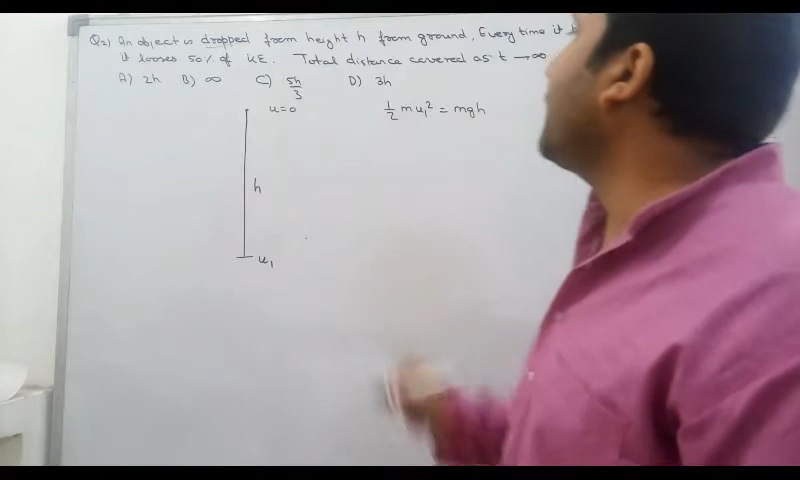 Q2) An object is dropped from height h from ground, Every time it
it looses 50% of KE. Total distance covered as t → ∞
A) 2h B) ∞ C) 5h/3 D) 3h
u=0
½ m u₁² = mgh
h
u₁